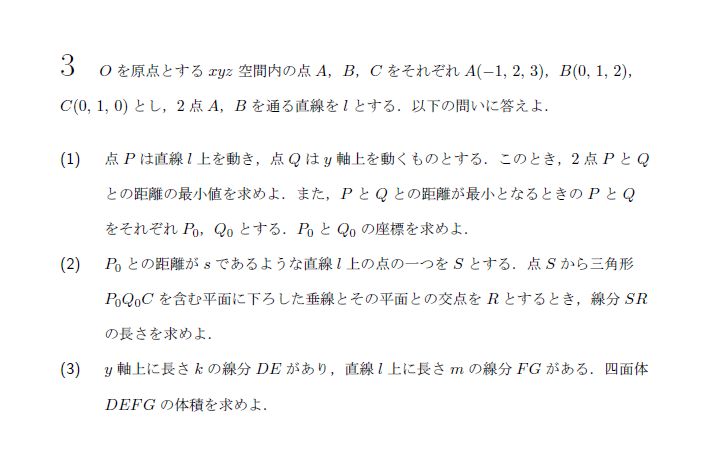 3 O を原点とする xyz 空間内の点 A，B，C をそれぞれ A(−1, 2, 3)，B(0, 1, 2)，
C(0, 1, 0) とし，2 点 A，B を通る直線を l とする．以下の問いに答えよ．
(1) 点 P は直線 l 上を動き，点 Q は y 軸上を動くものとする．このとき，2 点 P と Q
との距離の最小値を求めよ．また，P と Q との距離が最小となるときの P と Q
をそれぞれ P₀，Q₀ とする．P₀ と Q₀ の座標を求めよ．
(2) P₀ との距離が s であるような直線 l 上の点の一つを S とする．点 S から三角形
P₀Q₀C を含む平面に下ろした垂線とその平面との交点を R とするとき，線分 SR
の長さを求めよ．
(3) y 軸上に長さ k の線分 DE があり，直線 l 上に長さ m の線分 FG がある．四面体
DEFG の体積を求めよ．